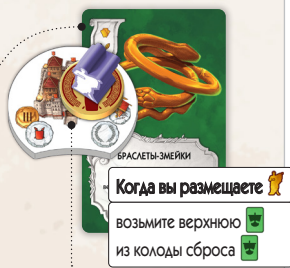 БРАСЛЕТЫ-ЗМЕЙКИ
Когда вы размещаете
возьмите верхнюю
из колоды сброса